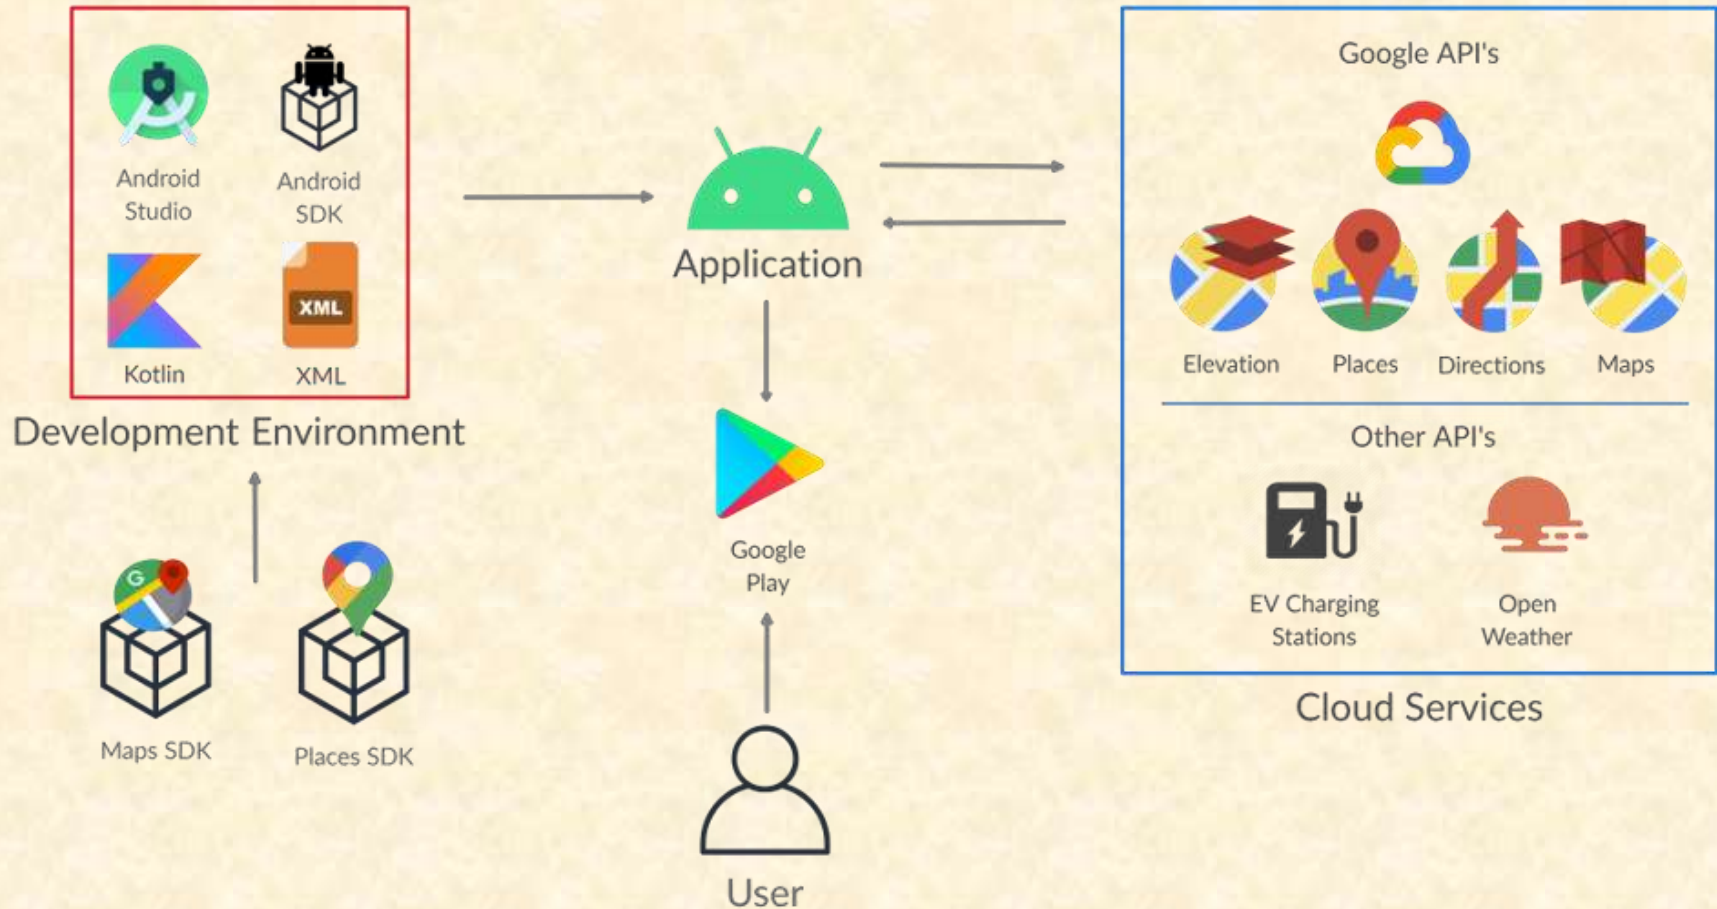 Android
Studio
Android
SDK
Kotlin
XML
XML
Development Environment
Maps SDK
Places SDK
Application
Google
Play
User
Google API's
Elevation
Places
Directions
Maps
Other API's
EV Charging
Stations
Open
Weather
Cloud Services
G